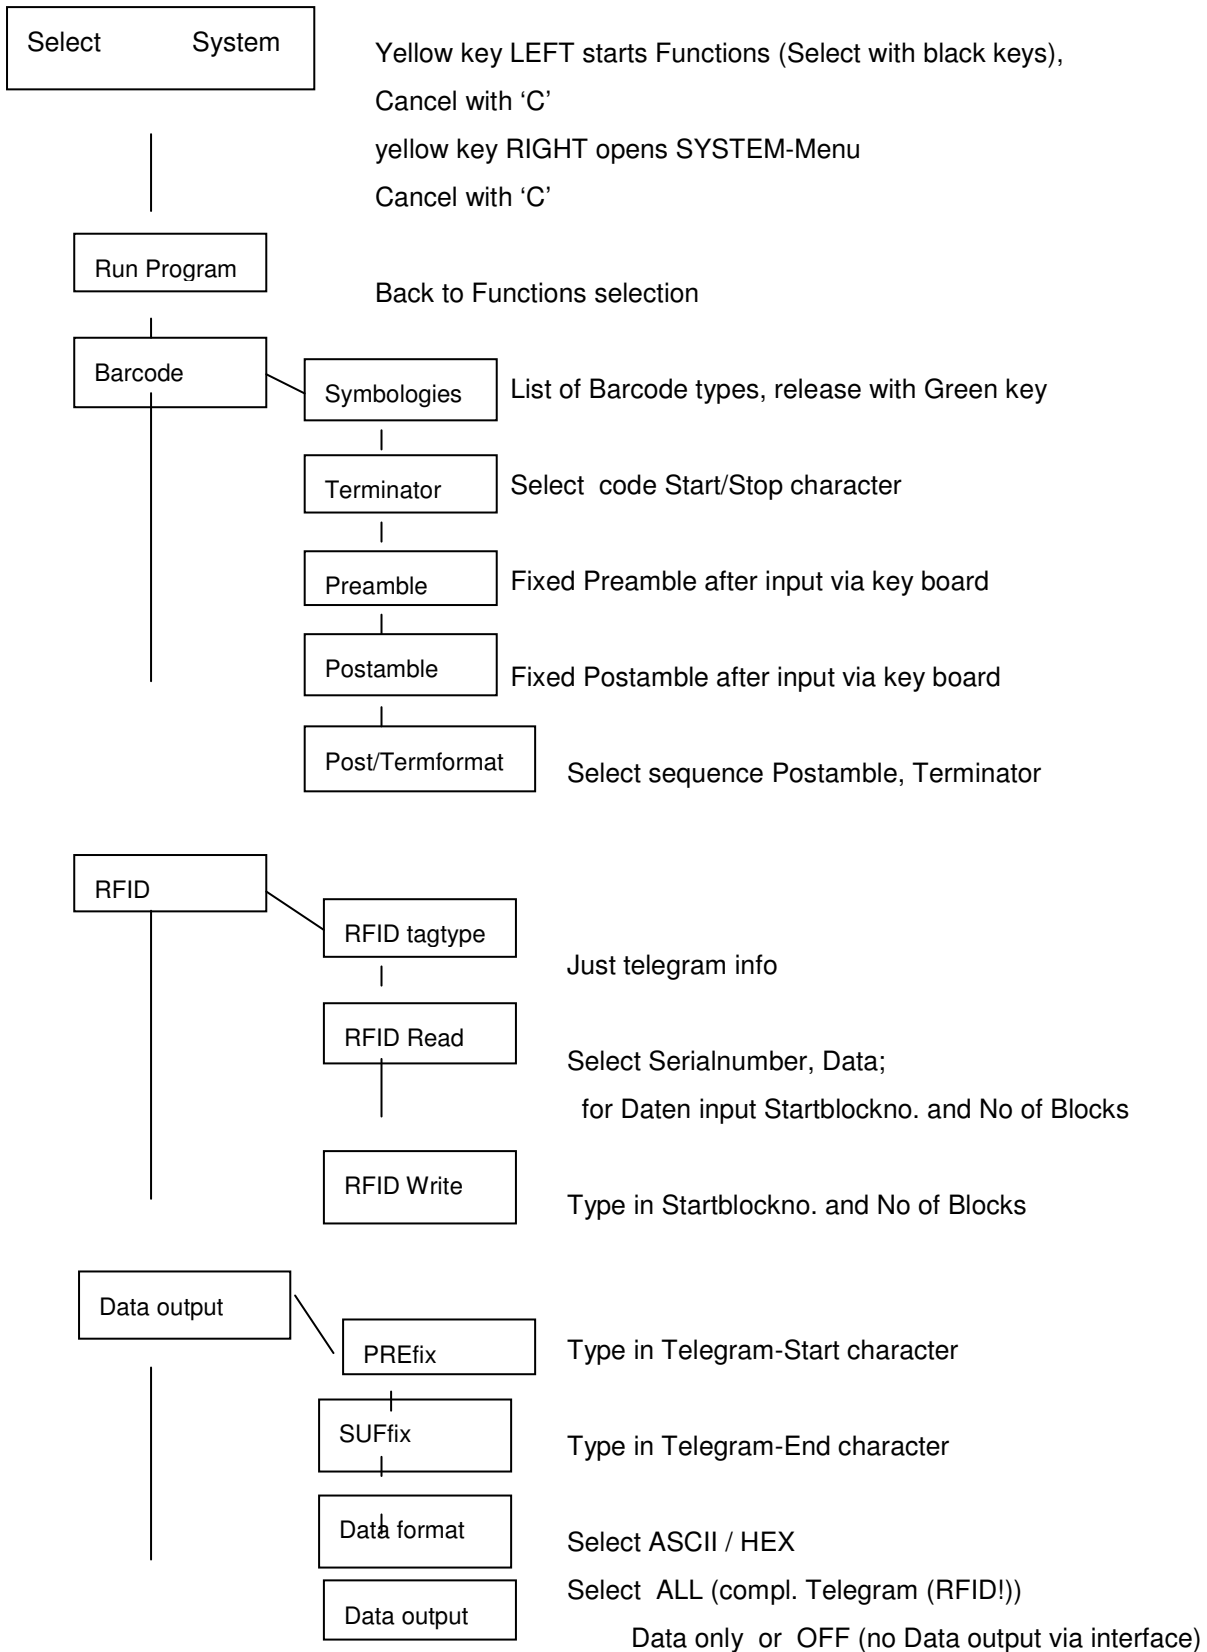 Select System
Yellow key LEFT starts Functions (Select with black keys),
Cancel with ‘C’
yellow key RIGHT opens SYSTEM-Menu
Cancel with ‘C’
Run Program
Back to Functions selection
Barcode
Symbologies
List of Barcode types, release with Green key
Terminator
Select code Start/Stop character
Preamble
Fixed Preamble after input via key board
Postamble
Fixed Postamble after input via key board
Post/Termformat
Select sequence Postamble, Terminator
RFID
RFID tagtype
Just telegram info
RFID Read
Select Serialnumber, Data;
for Daten input Startblockno. and No of Blocks
RFID Write
Type in Startblockno. and No of Blocks
Data output
PREfix
Type in Telegram-Start character
SUFfix
Type in Telegram-End character
Data format
Select ASCII / HEX
Data output
Select ALL (compl. Telegram (RFID!))
Data only or OFF (no Data output via interface)